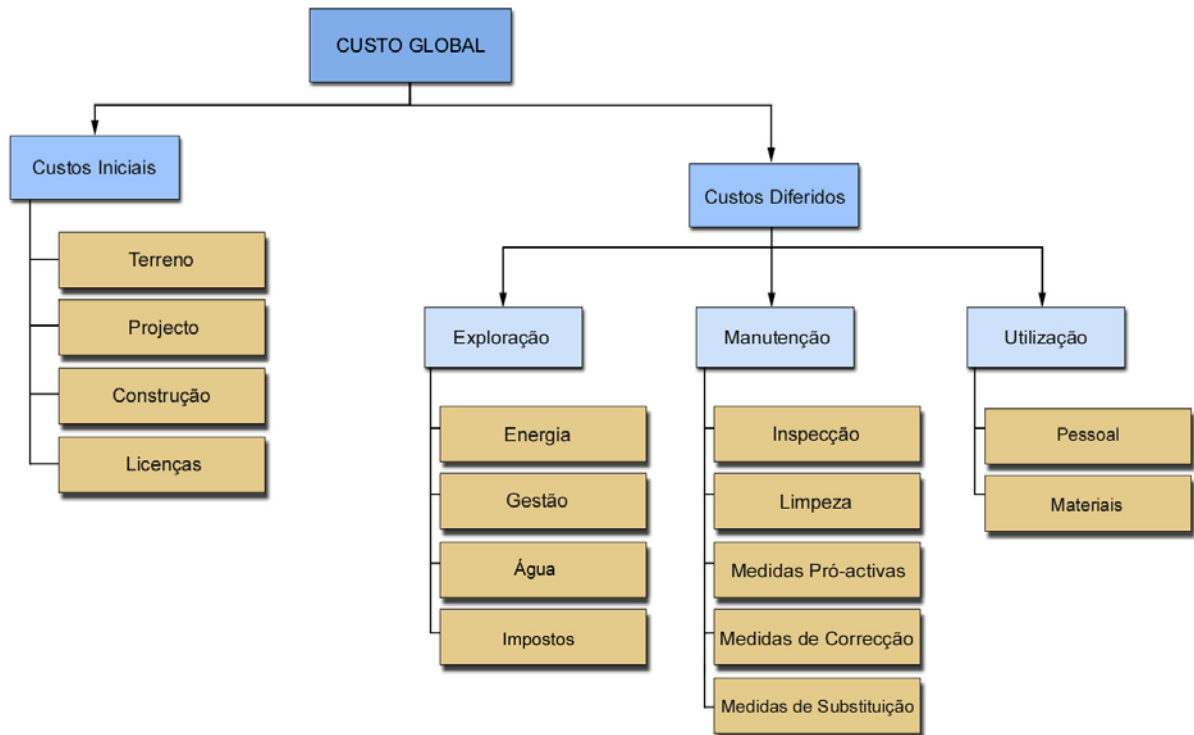 CUSTO GLOBAL
Custos Iniciais
Terreno
Projecto
Construção
Licenças
Custos Diferidos
Exploração
Energia
Gestão
Água
Impostos
Manutenção
Inspecção
Limpeza
Medidas Pró-activas
Medidas de Correcção
Medidas de Substituição
Utilização
Pessoal
Materiais